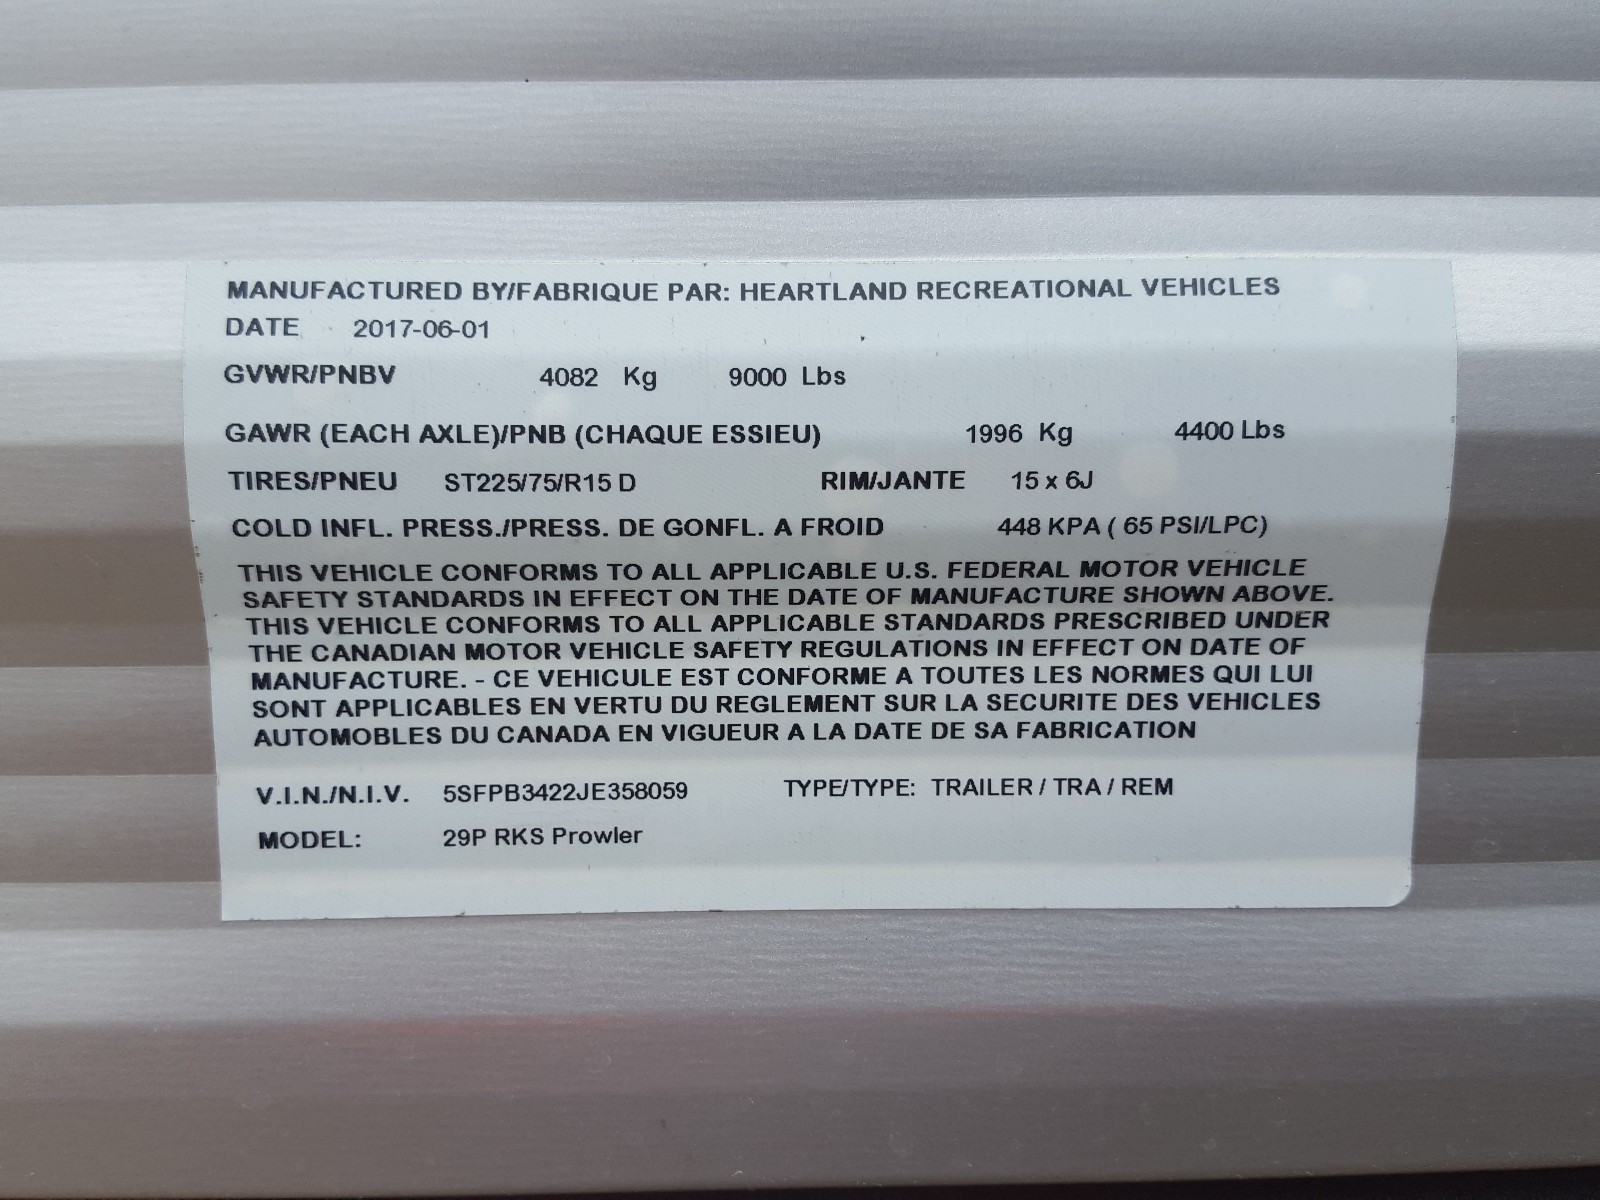 MANUFACTURED BY/FABRIQUE PAR: HEARTLAND RECREATIONAL VEHICLES
DATE 2017-06-01
GVWR/PNBV 4082 Kg 9000 Lbs
GAWR (EACH AXLE)/PNB (CHAQUE ESSIEU) 1996 Kg 4400 Lbs
TIRES/PNEU ST225/75/R15 D RIM/JANTE 15 x 6J
COLD INFL. PRESS./PRESS. DE GONFL. A FROID 448 KPA ( 65 PSI/LPC)
THIS VEHICLE CONFORMS TO ALL APPLICABLE U.S. FEDERAL MOTOR VEHICLE
SAFETY STANDARDS IN EFFECT ON THE DATE OF MANUFACTURE SHOWN ABOVE.
THIS VEHICLE CONFORMS TO ALL APPLICABLE STANDARDS PRESCRIBED UNDER
THE CANADIAN MOTOR VEHICLE SAFETY REGULATIONS IN EFFECT ON DATE OF
MANUFACTURE. - CE VEHICULE EST CONFORME A TOUTES LES NORMES QUI LUI
SONT APPLICABLES EN VERTU DU REGLEMENT SUR LA SECURITE DES VEHICLES
AUTOMOBLES DU CANADA EN VIGUEUR A LA DATE DE SA FABRICATION
V.I.N./N.I.V. 5SFPB3422JE358059 TYPE/TYPE: TRAILER / TRA / REM
MODEL: 29P RKS Prowler